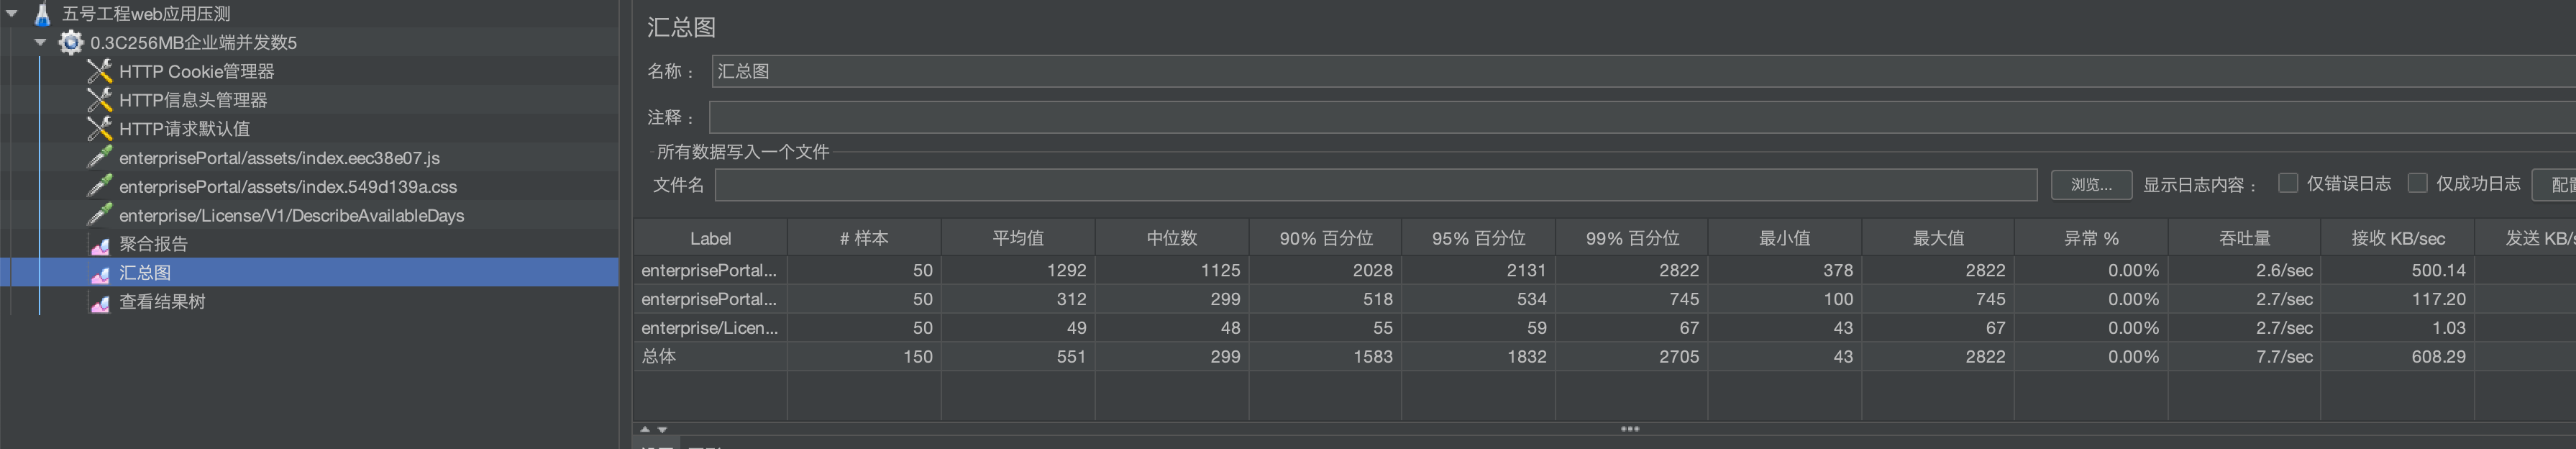 五号工程web应用压测
0.3C256MB企业端并发数5
HTTP Cookie管理器
HTTP信息头管理器
HTTP请求默认值
enterprisePortal/assets/index.eec38e07.js
enterprisePortal/assets/index.549d139a.css
enterprise/License/V1/DescribeAvailableDays
聚合报告
汇总图
查看结果树
汇总图
名称： 汇总图
注释：
所有数据写入一个文件
文件名 浏览... 显示日志内容： 仅错误日志 仅成功日志 配置
Label # 样本 平均值 中位数 90% 百分位 95% 百分位 99% 百分位 最小值 最大值 异常 % 吞吐量 接收 KB/sec 发送 KB/s
enterprisePortal... 50 1292 1125 2028 2131 2822 378 2822 0.00% 2.6/sec 500.14
enterprisePortal... 50 312 299 518 534 745 100 745 0.00% 2.7/sec 117.20
enterprise/Licen... 50 49 48 55 59 67 43 67 0.00% 2.7/sec 1.03
总体 150 551 299 1583 1832 2705 43 2822 0.00% 7.7/sec 608.29